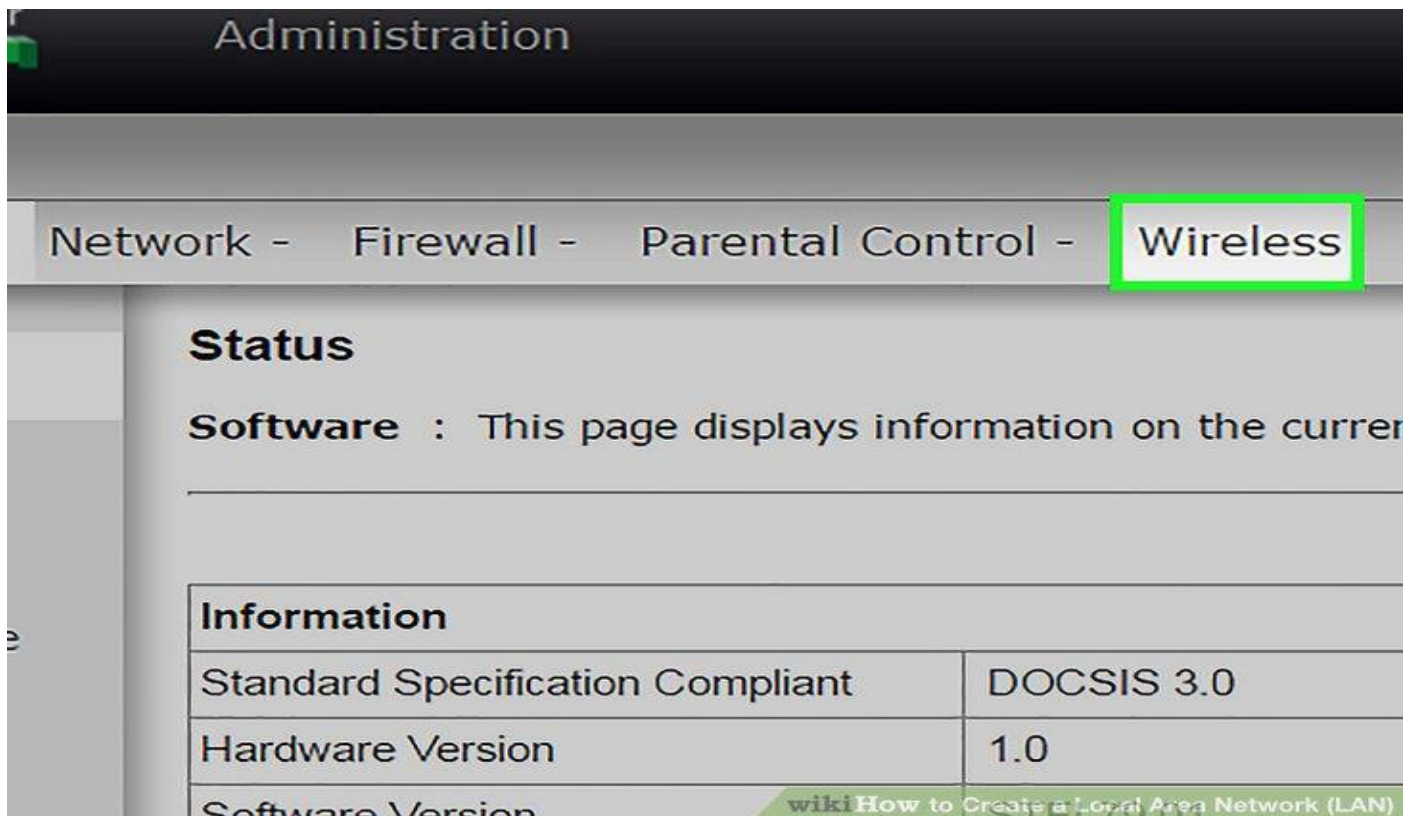 Administration
Network - Firewall - Parental Control - Wireless
Status
Software : This page displays information on the curren
Information
Standard Specification Compliant DOCSIS 3.0
Hardware Version 1.0
Software Version
wikiHow to Create a Local Area Network (LAN)